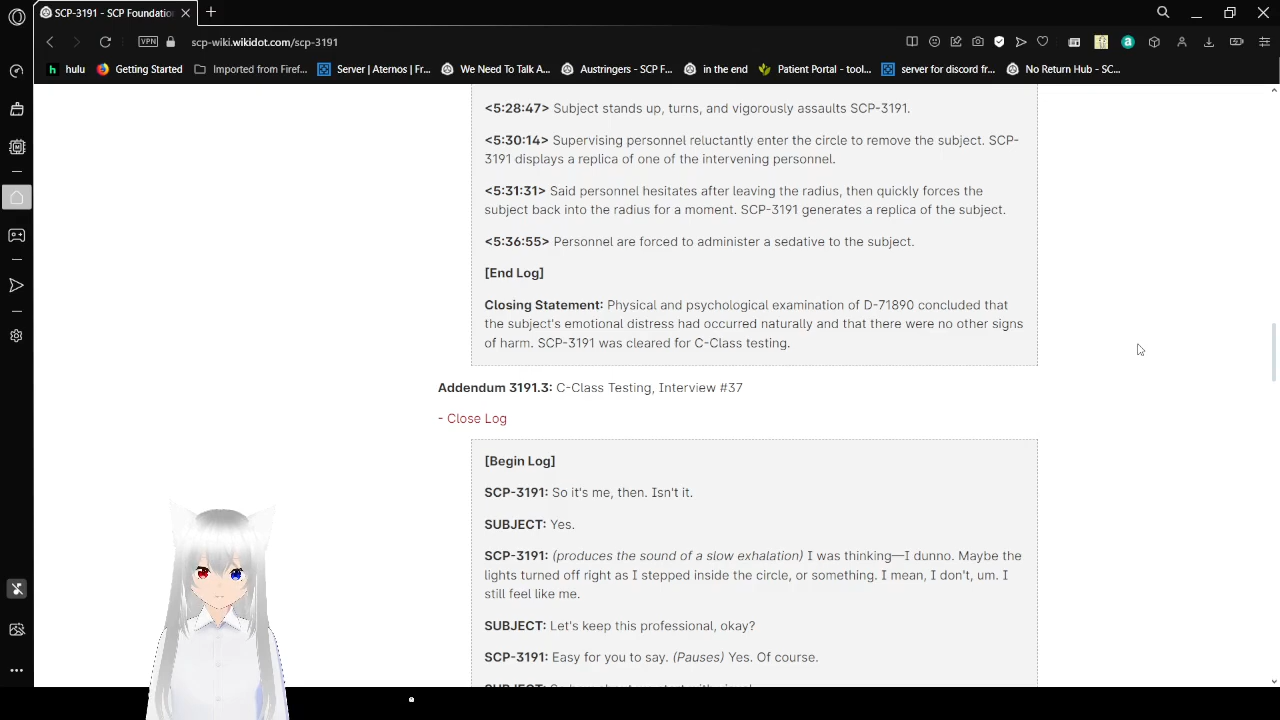 SCP-3191 - SCP Foundation
scp-wiki.wikidot.com/scp-3191
VPN
hulu
Getting Started
Imported from Firef...
Server | Aternos | Fr...
We Need To Talk A...
Austringers - SCP F...
in the end
Patient Portal - tool...
server for discord fr...
No Return Hub - SC...
<5:28:47> Subject stands up, turns, and vigorously assaults SCP-3191.
<5:30:14> Supervising personnel reluctantly enter the circle to remove the subject. SCP-
3191 displays a replica of one of the intervening personnel.
<5:31:31> Said personnel hesitates after leaving the radius, then quickly forces the
subject back into the radius for a moment. SCP-3191 generates a replica of the subject.
<5:36:55> Personnel are forced to administer a sedative to the subject.
[End Log]
Closing Statement: Physical and psychological examination of D-71890 concluded that
the subject's emotional distress had occurred naturally and that there were no other signs
of harm. SCP-3191 was cleared for C-Class testing.
Addendum 3191.3: C-Class Testing, Interview #37
- Close Log
[Begin Log]
SCP-3191: So it's me, then. Isn't it.
SUBJECT: Yes.
SCP-3191: (produces the sound of a slow exhalation) I was thinking—I dunno. Maybe the
lights turned off right as I stepped inside the circle, or something. I mean, I don't, um. I
still feel like me.
SUBJECT: Let's keep this professional, okay?
SCP-3191: Easy for you to say. (Pauses) Yes. Of course.